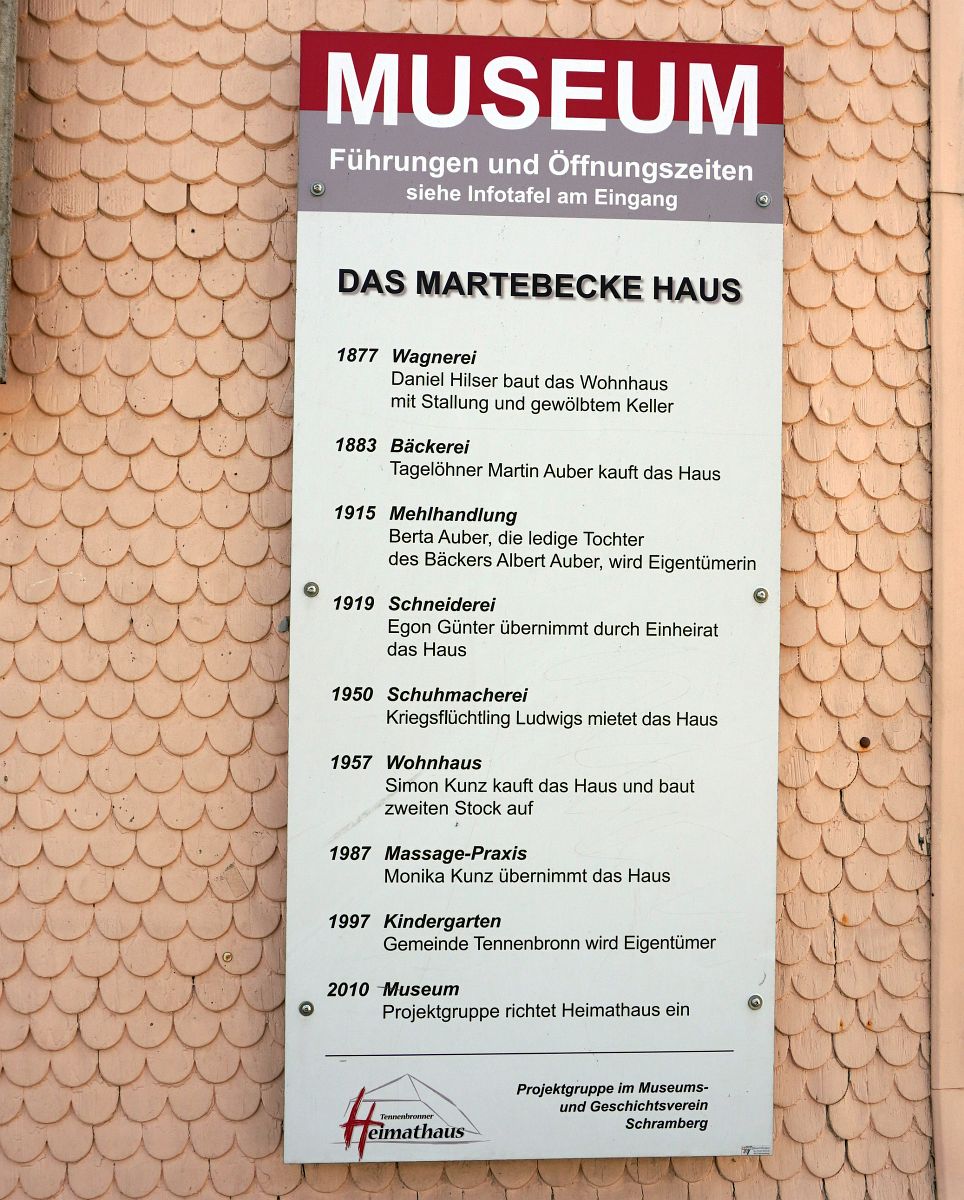 MUSEUM
Führungen und Öffnungszeiten
siehe Infotafel am Eingang
DAS MARTEBECKE HAUS
1877 Wagnerei
Daniel Hilser baut das Wohnhaus
mit Stallung und gewölbtem Keller
1883 Bäckerei
Tagelöhner Martin Auber kauft das Haus
1915 Mehlhandlung
Berta Auber, die ledige Tochter
des Bäckers Albert Auber, wird Eigentümerin
1919 Schneiderei
Egon Günter übernimmt durch Einheirat
das Haus
1950 Schuhmacherei
Kriegsflüchtling Ludwigs mietet das Haus
1957 Wohnhaus
Simon Kunz kauft das Haus und baut
zweiten Stock auf
1987 Massage-Praxis
Monika Kunz übernimmt das Haus
1997 Kindergarten
Gemeinde Tennenbronn wird Eigentümer
2010 Museum
Projektgruppe richtet Heimathaus ein
Tennenbronner
Heimathaus
Projektgruppe im Museums-
und Geschichtsverein
Schramberg